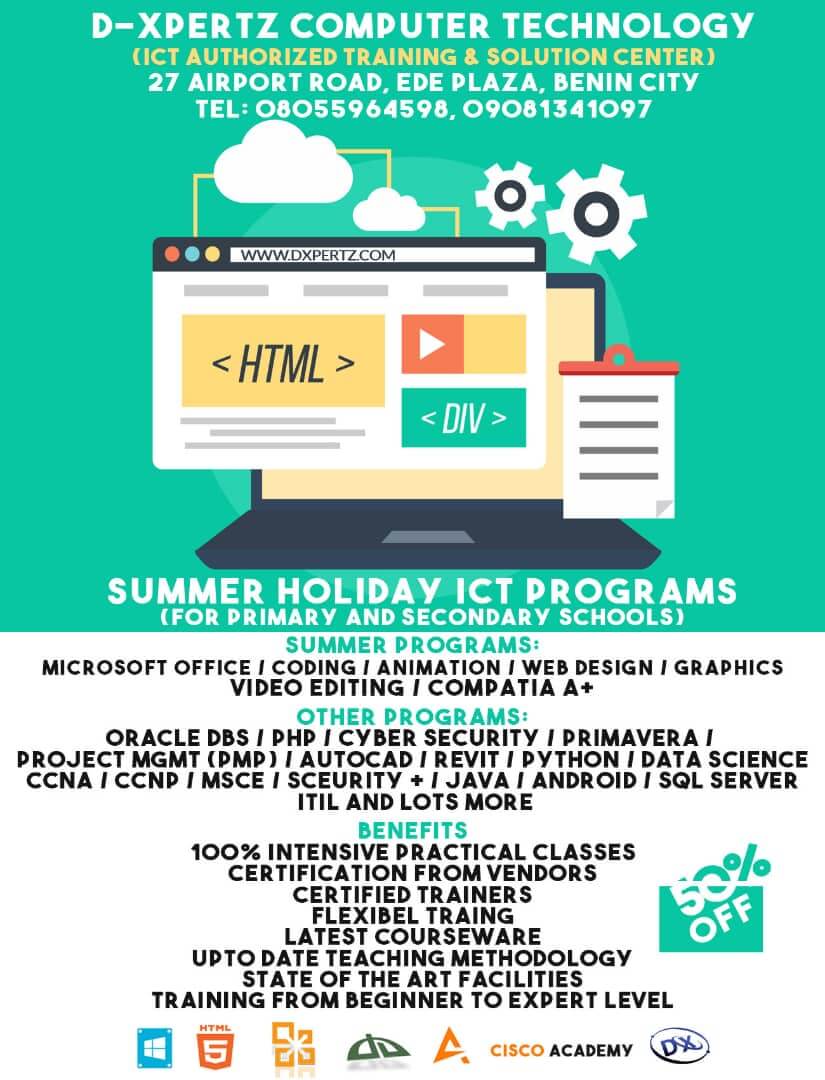 D-XPERTZ COMPUTER TECHNOLOGY
(ICT AUTHORIZED TRAINING & SOLUTION CENTER)
27 AIRPORT ROAD, EDE PLAZA, BENIN CITY
TEL: 08055964598, 09081341097
WWW.DXPERTZ.COM
< HTML >
< DIV >
SUMMER HOLIDAY ICT PROGRAMS
(FOR PRIMARY AND SECONDARY SCHOOLS)
SUMMER PROGRAMS:
MICROSOFT OFFICE / CODING / ANIMATION / WEB DESIGN / GRAPHICS
VIDEO EDITING / COMPATIA A+
OTHER PROGRAMS:
ORACLE DBS / PHP / CYBER SECURITY / PRIMAVERA /
PROJECT MGMT (PMP) / AUTOCAD / REVIT / PYTHON / DATA SCIENCE
CCNA / CCNP / MSCE / SCEURITY + / JAVA / ANDROID / SQL SERVER
ITIL AND LOTS MORE
BENEFITS
100% INTENSIVE PRACTICAL CLASSES
CERTIFICATION FROM VENDORS
CERTIFIED TRAINERS
FLEXIBEL TRAING
LATEST COURSEWARE
UPTO DATE TEACHING METHODOLOGY
STATE OF THE ART FACILITIES
TRAINING FROM BEGINNER TO EXPERT LEVEL
50%
OFF
HTML
5
CISCO ACADEMY
DX